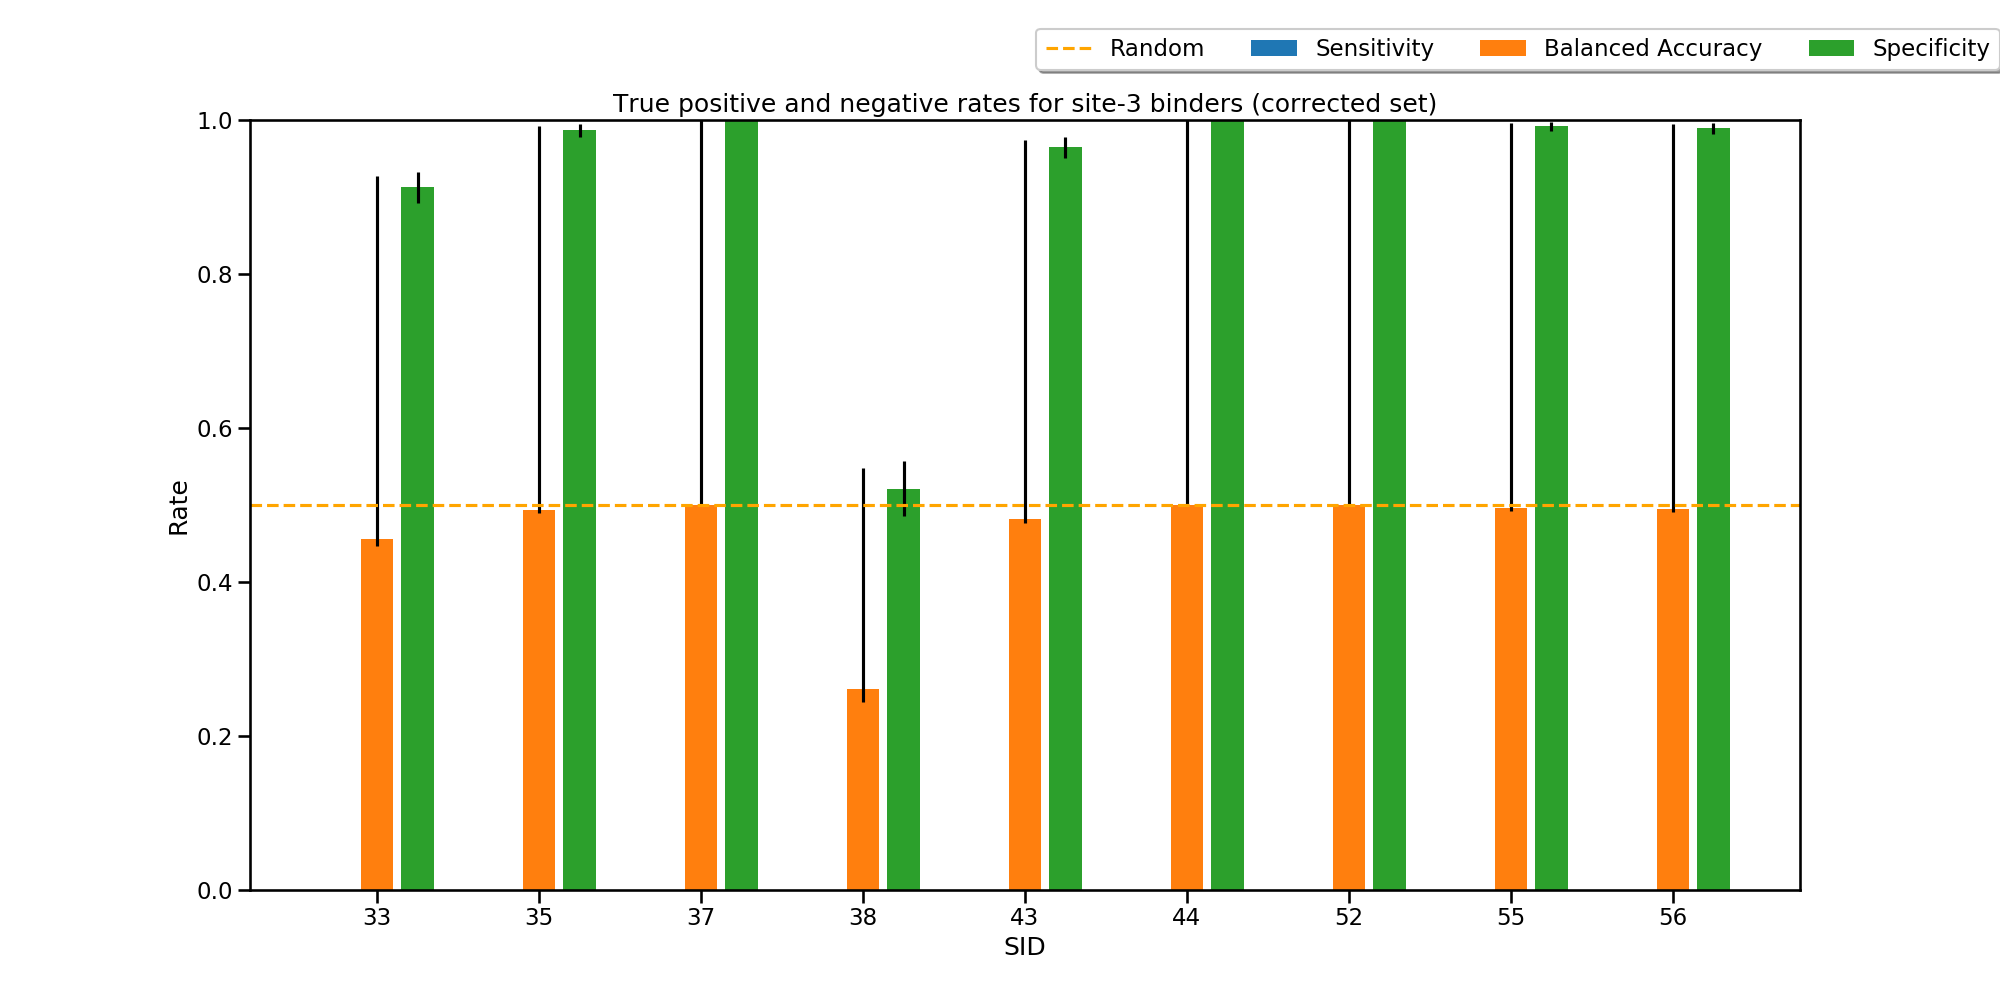 Random Sensitivity Balanced Accuracy Specificity
True positive and negative rates for site-3 binders (corrected set)
1.0
0.8
0.6
0.4
0.2
0.0
Rate
33 35 37 38 43 44 52 55 56
SID